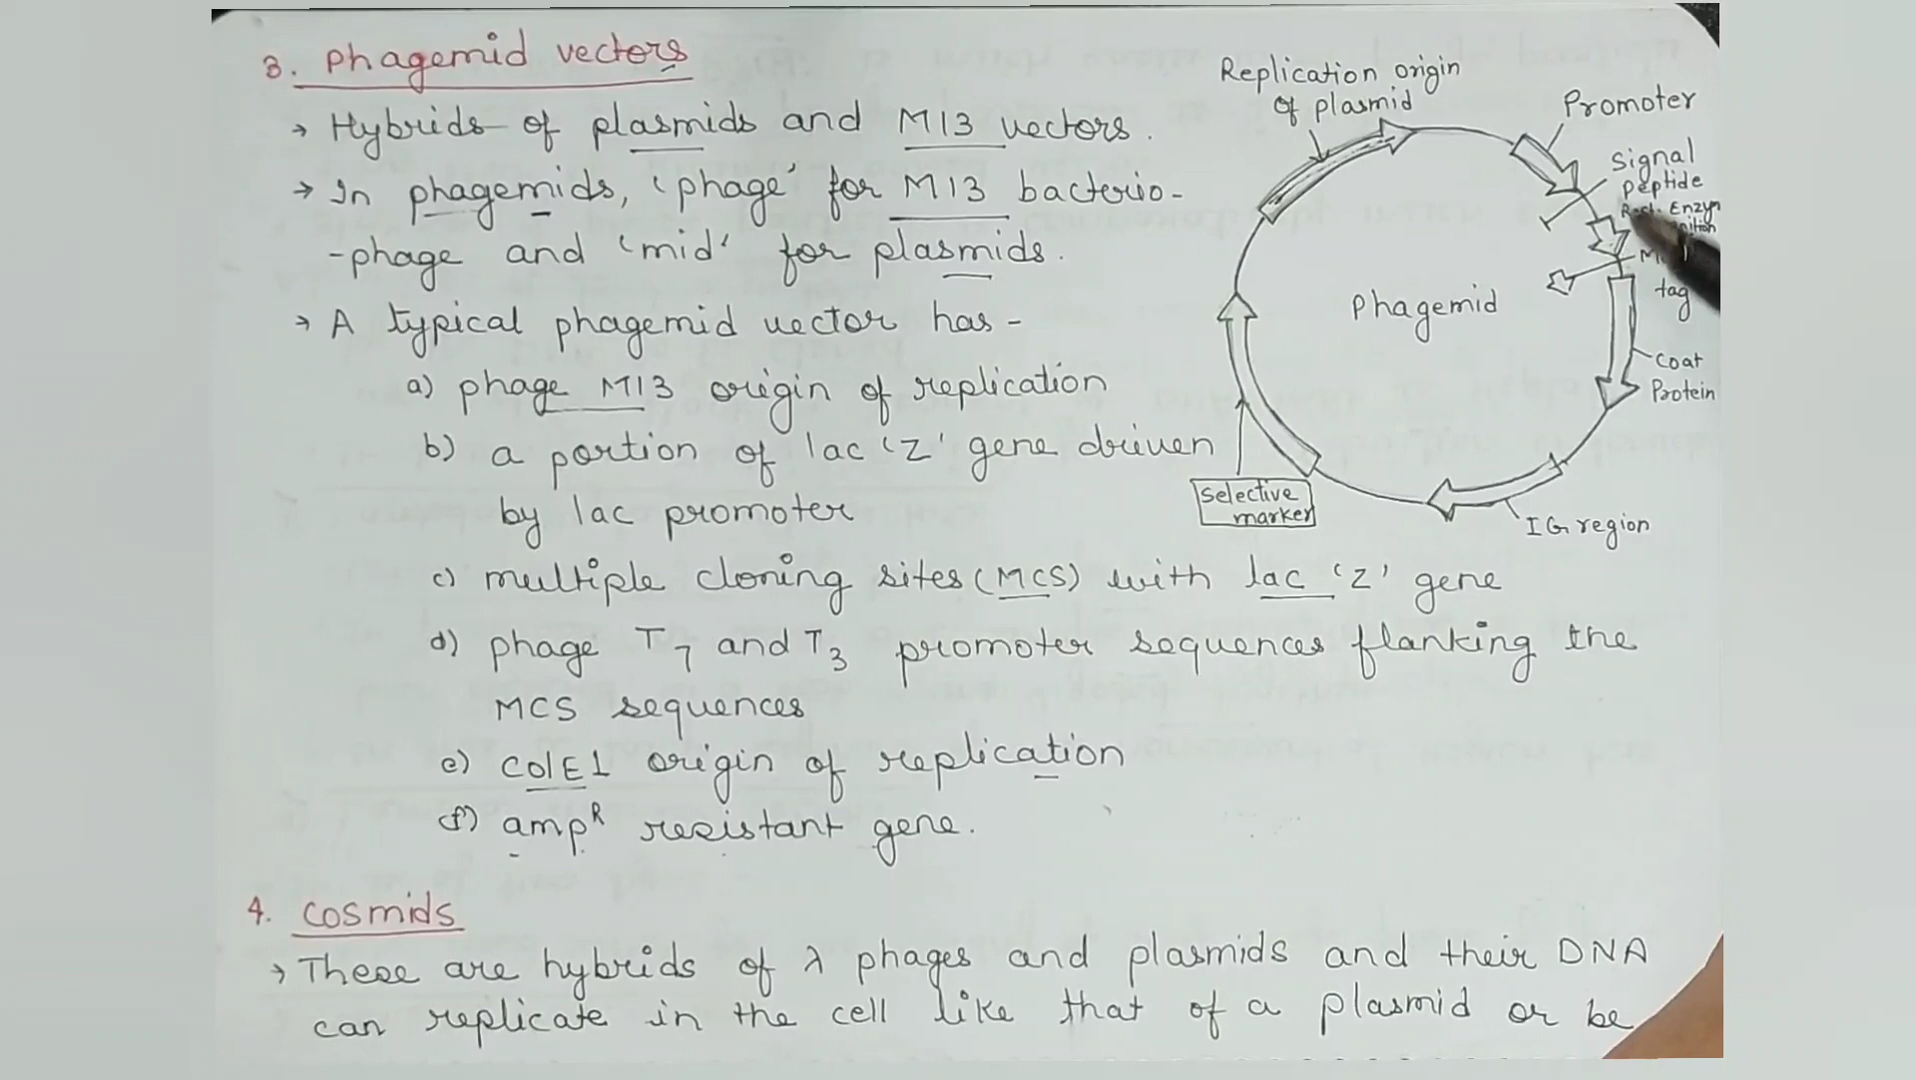 3. Phagemid vectors
→ Hybrids of plasmids and M13 vectors.
→ In phagemids, 'phage' for M13 bacterio-
-phage and 'mid' for plasmids.
→ A typical phagemid vector has -
a) phage M13 origin of replication
b) a portion of lac 'Z' gene driven
by lac promoter
c) multiple cloning sites (MCS) with lac 'Z' gene
d) phage T7 and T3 promoter sequences flanking the
MCS sequences
e) colE1 origin of replication
f) ampR resistant gene.
Replication origin
of plasmid
Promoter
Signal
peptide
Enzym
tag
Phagemid
Coat
Protein
IG region
Selective
marker
4. Cosmids
→ These are hybrids of λ phages and plasmids and their DNA
can replicate in the cell like that of a plasmid or be